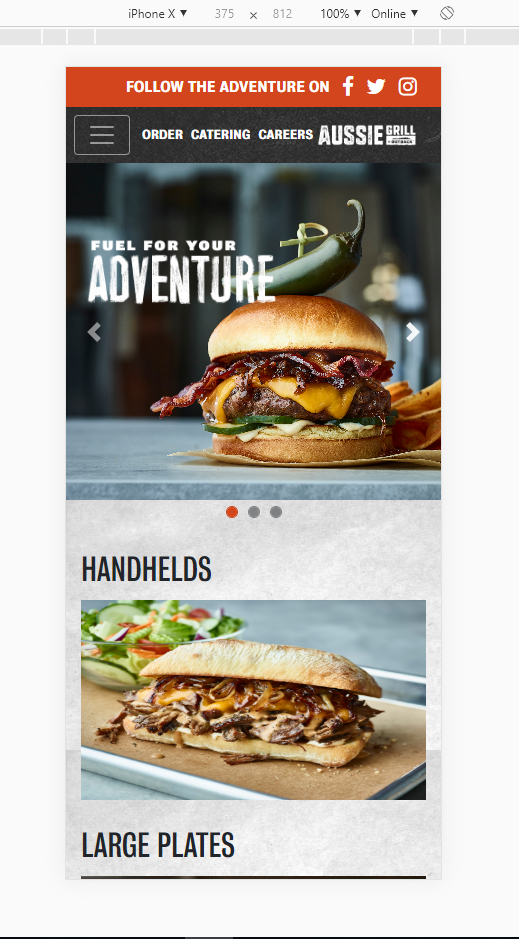 iPhone X 375 x 812 100% Online
FOLLOW THE ADVENTURE ON
ORDER CATERING CAREERS AUSSIE GRILL
BY OUTBACK
FUEL FOR YOUR
ADVENTURE
HANDHELDS
LARGE PLATES